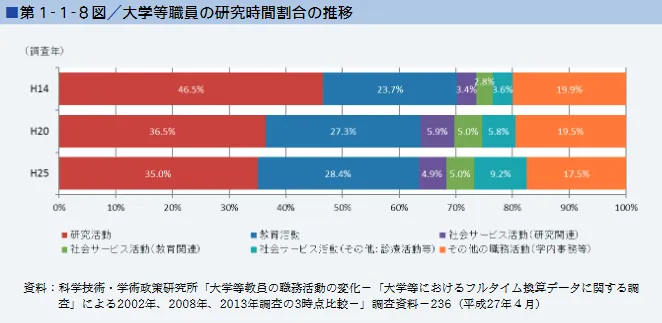 ■第1-1-8図／大学等職員の研究時間割合の推移
（調査年）
H14 46.5% 23.7% 3.4% 2.8% 3.6% 19.9%
H20 36.5% 27.3% 5.9% 5.0% 5.8% 19.5%
H25 35.0% 28.4% 4.9% 5.0% 9.2% 17.5%
0% 10% 20% 30% 40% 50% 60% 70% 80% 90% 100%
■研究活動 ■教育活動 ■社会サービス活動（研究関連）
■社会サービス活動（教育関連） ■社会サービス活動（その他：診療活動等） ■その他の職務活動（学内事務等）
資料：科学技術・学術政策研究所「大学等教員の職務活動の変化－「大学等におけるフルタイム換算データに関する調
査」による2002年、2008年、2013年調査の3時点比較－」調査資料－236（平成27年４月）